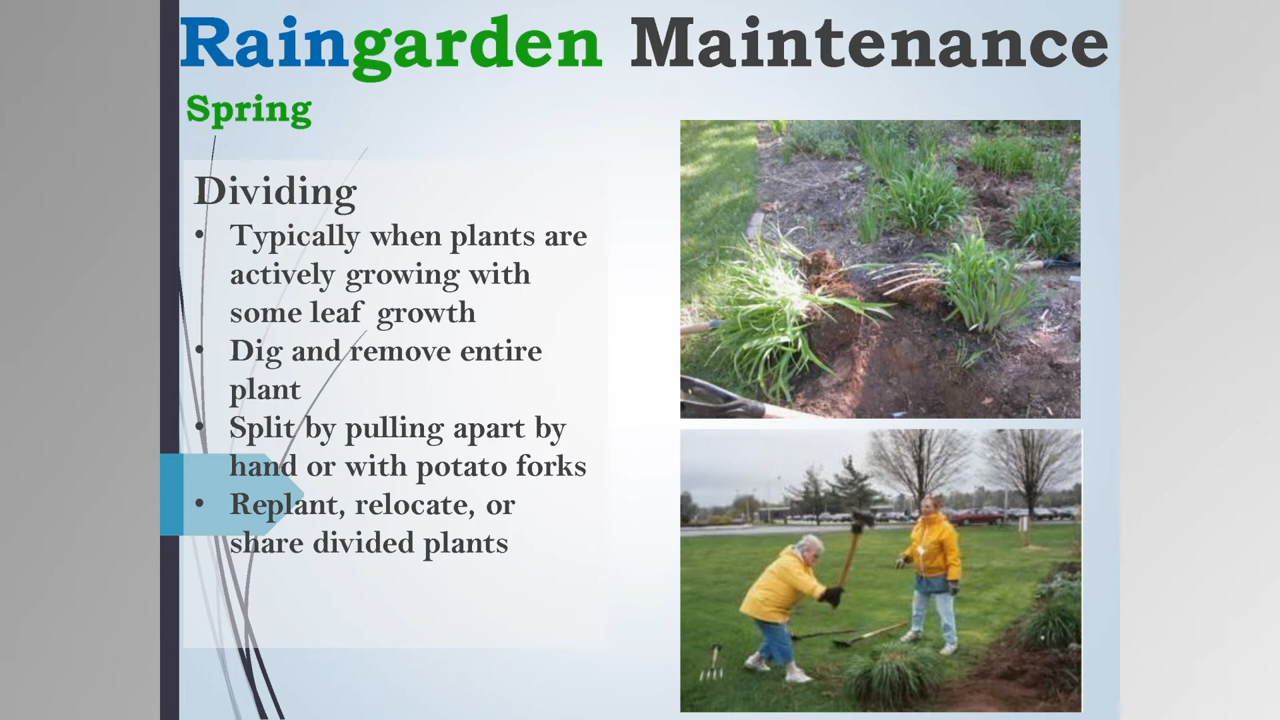 Raingarden Maintenance
Spring
Dividing
• Typically when plants are
actively growing with
some leaf growth
• Dig and remove entire
plant
• Split by pulling apart by
hand or with potato forks
• Replant, relocate, or
share divided plants